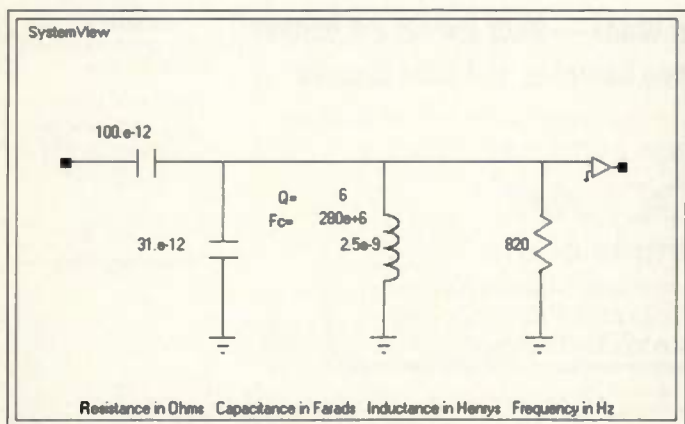 SystemView
100.e-12
Q= 6
Fc= 280e+6
31.e-12
2.5e-9
820
Resistance in Ohms Capacitance in Farads Inductance in Henrys Frequency in Hz